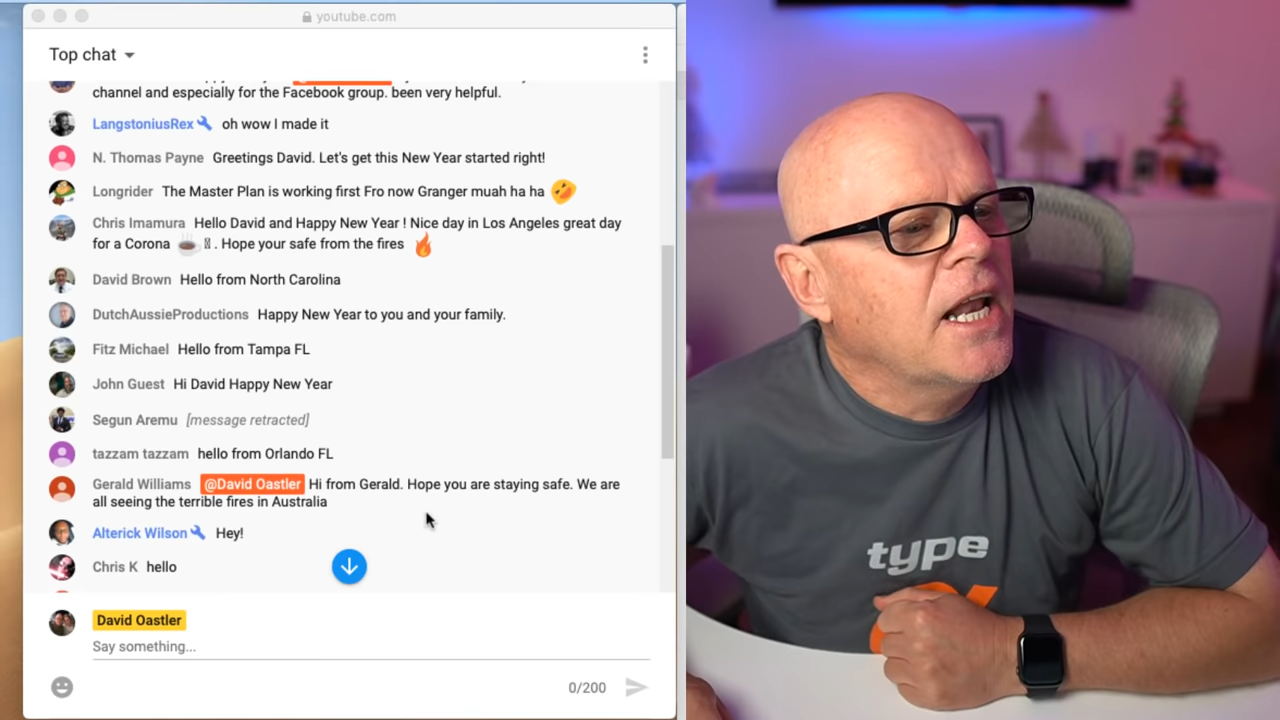 youtube.com
Top chat
channel and especially for the Facebook group. been very helpful.
LangstoniusRex oh wow I made it
N. Thomas Payne Greetings David. Let's get this New Year started right!
Longrider The Master Plan is working first Fro now Granger muah ha ha
Chris Imamura Hello David and Happy New Year ! Nice day in Los Angeles great day
for a Corona ☕ . Hope your safe from the fires 🔥
David Brown Hello from North Carolina
DutchAussieProductions Happy New Year to you and your family.
Fitz Michael Hello from Tampa FL
John Guest Hi David Happy New Year
Segun Aremu [message retracted]
tazzam tazzam hello from Orlando FL
Gerald Williams @David Oastler Hi from Gerald. Hope you are staying safe. We are
all seeing the terrible fires in Australia
Alterick Wilson Hey!
Chris K hello
David Oastler
Say something...
0/200
type